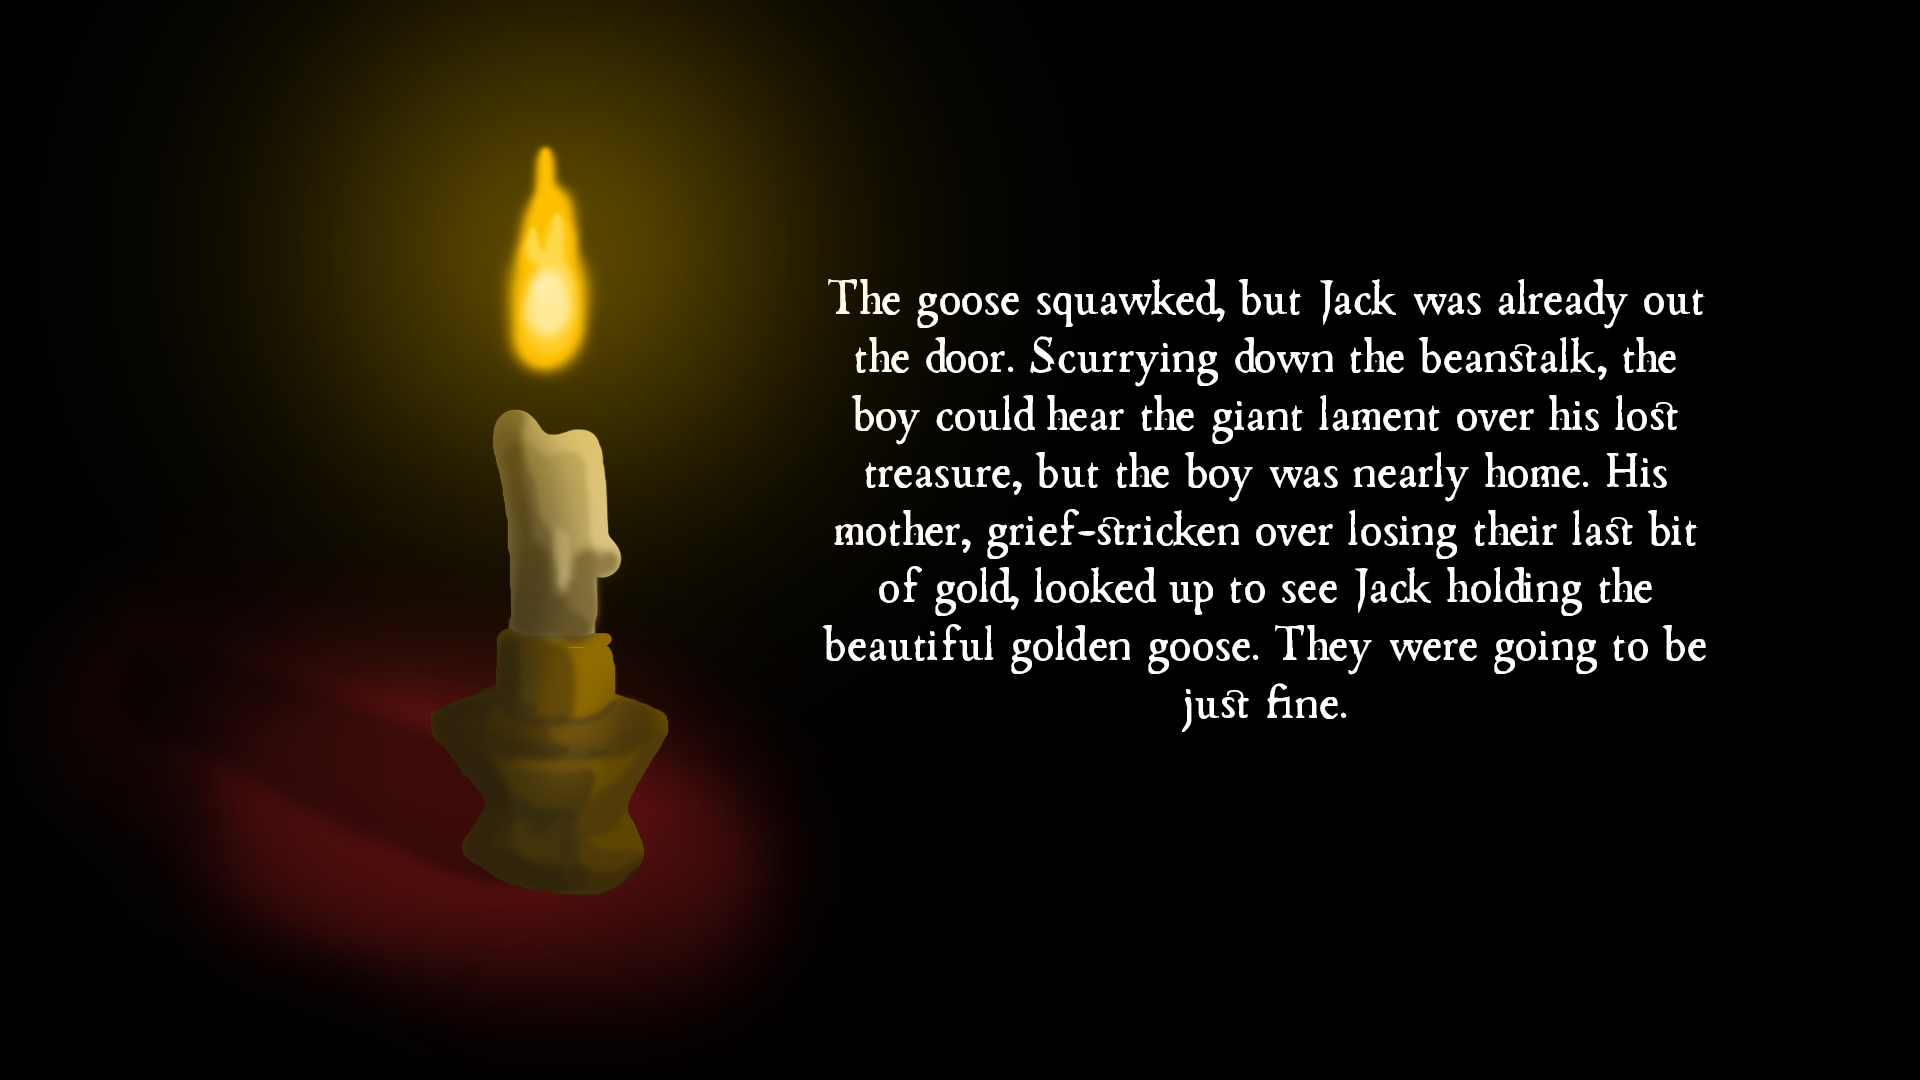 The goose squawked, but Jack was already out
the door. Scurrying down the beanstalk, the
boy could hear the giant lament over his lost
treasure, but the boy was nearly home. His
mother, grief-stricken over losing their last bit
of gold, looked up to see Jack holding the
beautiful golden goose. They were going to be
just fine.